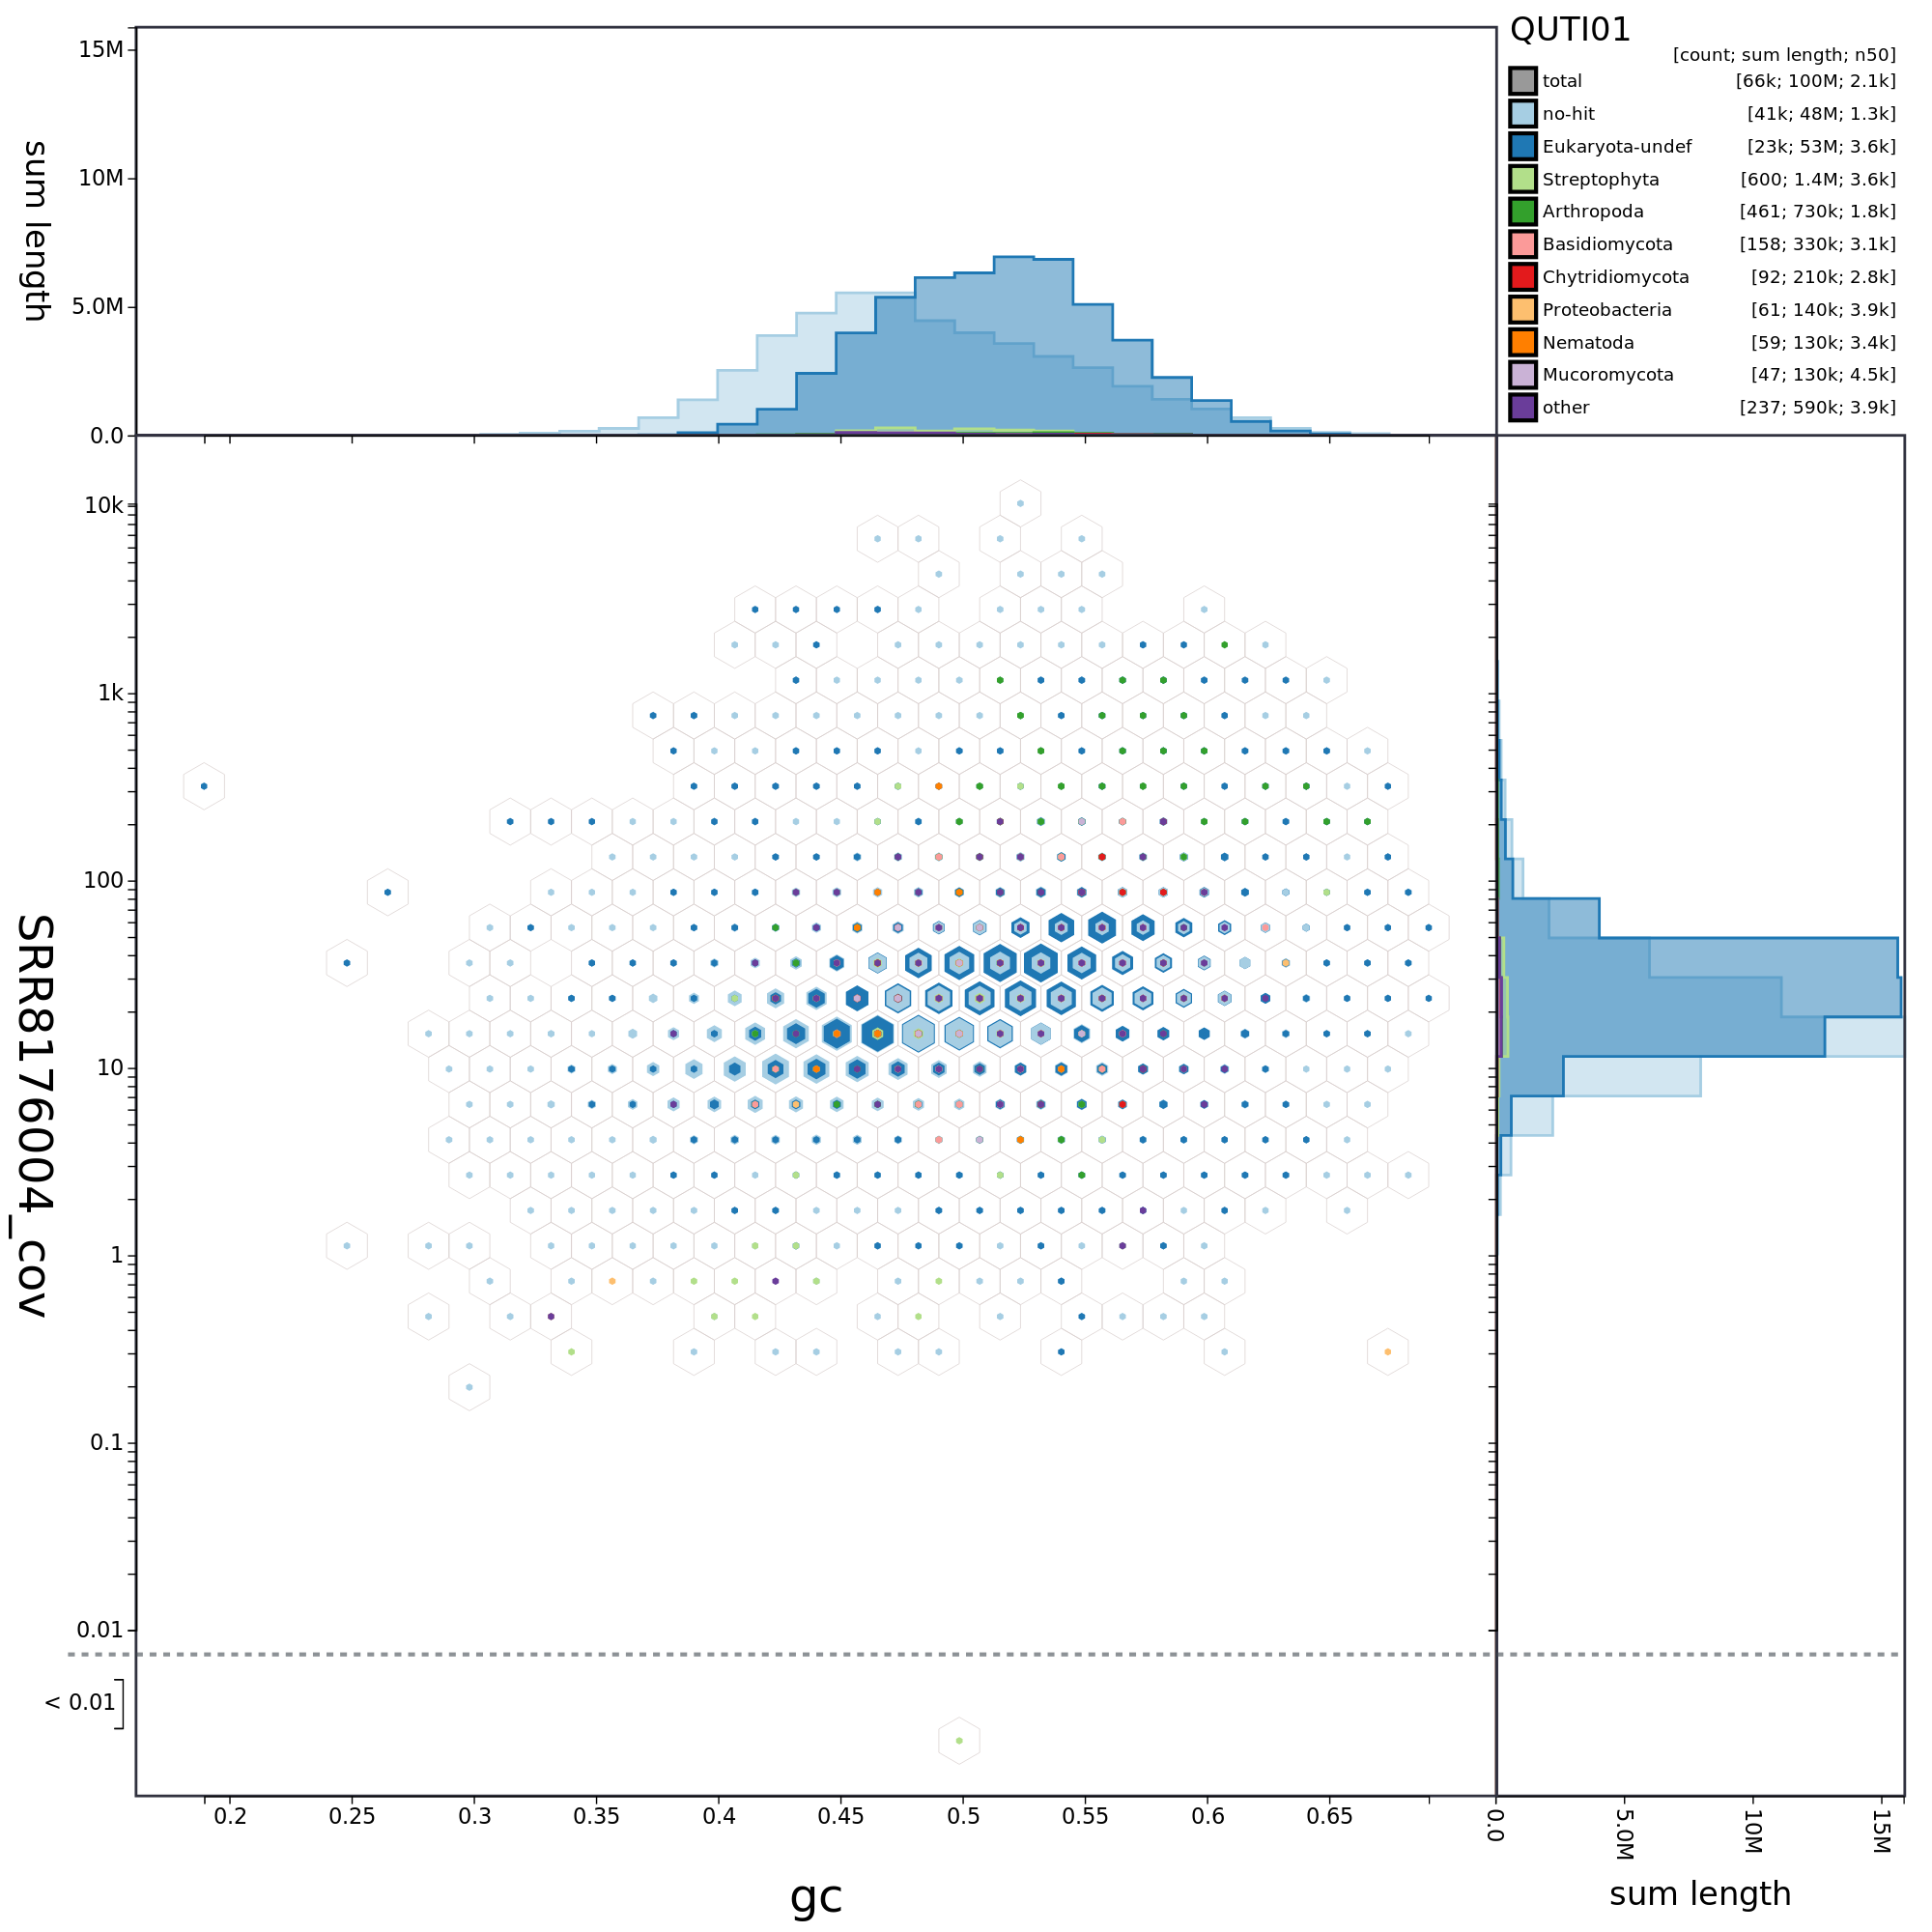 QUTI01
[count; sum length; n50]
total [66k; 100M; 2.1k]
no-hit [41k; 48M; 1.3k]
Eukaryota-undef [23k; 53M; 3.6k]
Streptophyta [600; 1.4M; 3.6k]
Arthropoda [461; 730k; 1.8k]
Basidiomycota [158; 330k; 3.1k]
Chytridiomycota [92; 210k; 2.8k]
Proteobacteria [61; 140k; 3.9k]
Nematoda [59; 130k; 3.4k]
Mucoromycota [47; 130k; 4.5k]
other [237; 590k; 3.9k]
15M
10M
5.0M
0.0
sum length
10k
1k
100
10
1
0.1
0.01
< 0.01
SRR8176004_cov
0.2 0.25 0.3 0.35 0.4 0.45 0.5 0.55 0.6 0.65
gc
0.0 5.0M 10M 15M
sum length